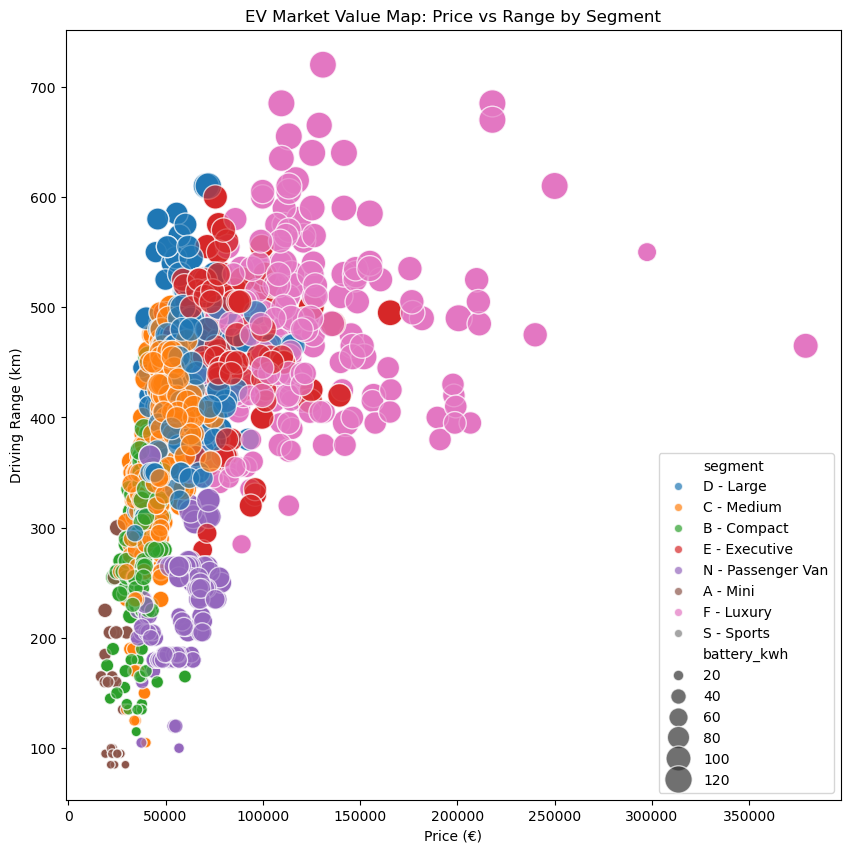 EV Market Value Map: Price vs Range by Segment
Driving Range (km)
700
600
500
400
300
200
100
segment
D - Large
C - Medium
B - Compact
E - Executive
N - Passenger Van
A - Mini
F - Luxury
S - Sports
battery_kwh
20
40
60
80
100
120
0
50000
100000
150000
200000
250000
300000
350000
Price (€)